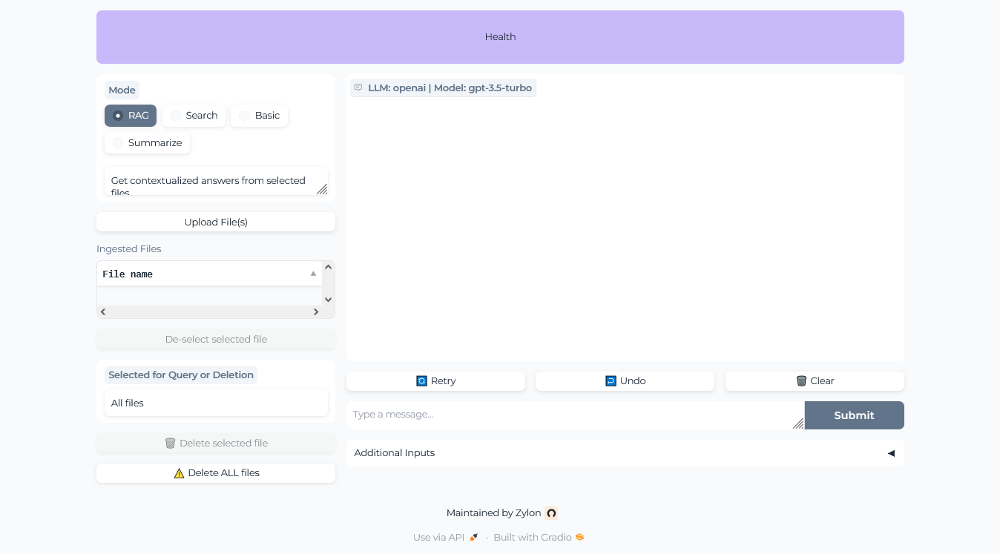 Health
Mode
RAG
Search
Basic
Summarize
Get contextualized answers from selected
files
Upload File(s)
Ingested Files
File name
De-select selected file
Selected for Query or Deletion
All files
Delete selected file
Delete ALL files
LLM: openai | Model: gpt-3.5-turbo
Retry
Undo
Clear
Type a message...
Submit
Additional Inputs
Maintained by Zylon
Use via API · Built with Gradio